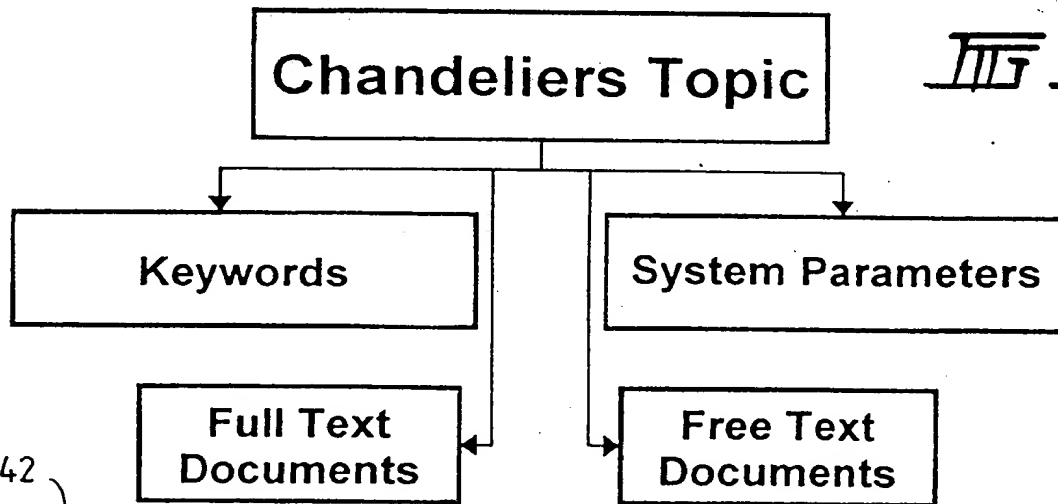 Chandeliers Topic
Keywords
System Parameters
Full Text
Documents
Free Text
Documents
42